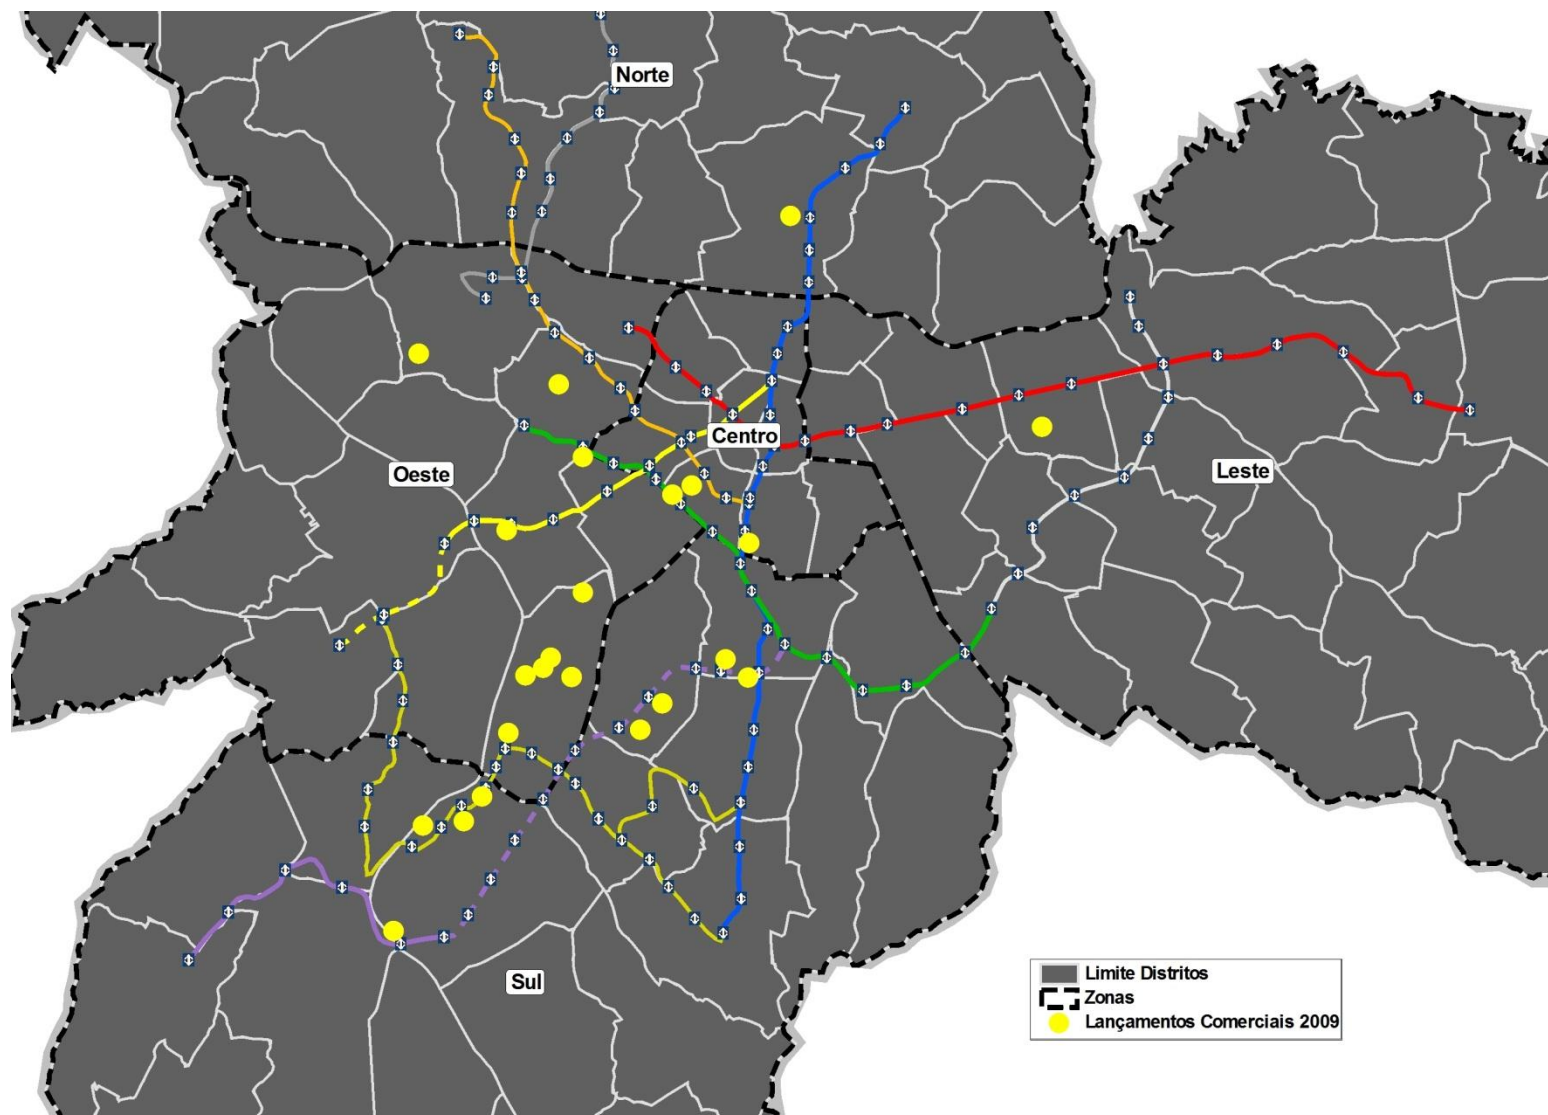 Norte
Centro
Oeste
Leste
Sul
Limite Distritos
Zonas
Lançamentos Comerciais 2009